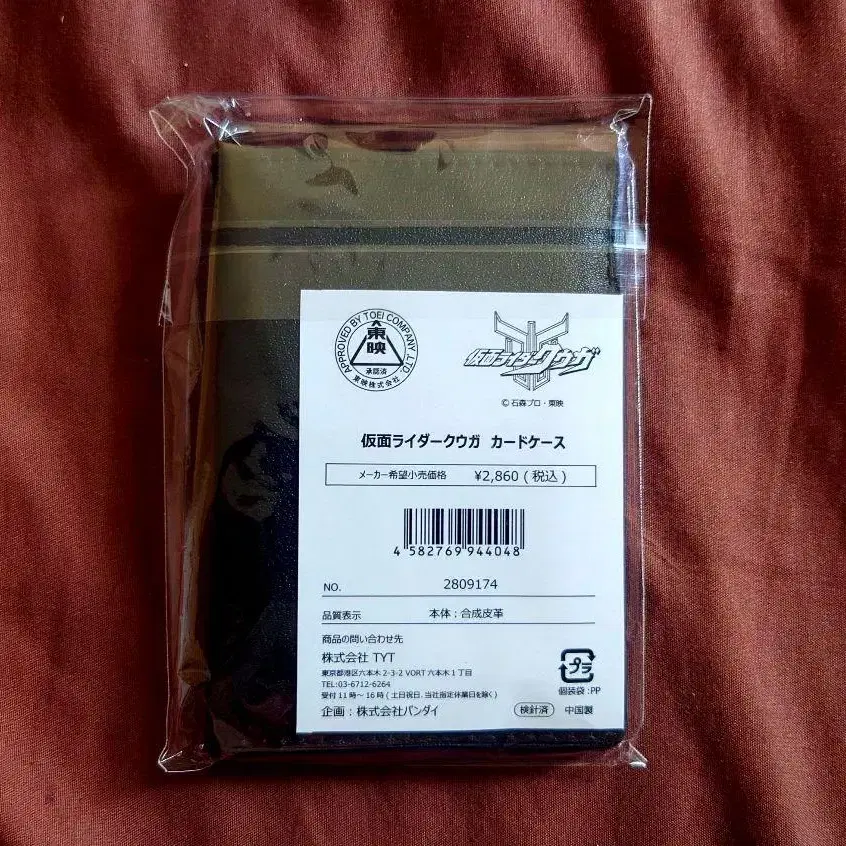 APPROVED BY TOEI COMPANY, LTD.
東映
承認済
東映株式会社
仮面ライダークウガ
© 石森プロ・東映
仮面ライダークウガ カードケース
メーカー希望小売価格 ¥2,860 ( 税込 )
4 582769 944048
NO. 2809174
品質表示 本体 : 合成皮革
商品の問い合わせ先
株式会社 TYT
東京都港区六本木 2-3-2 VORT 六本木 1 丁目
TEL:03-6712-6264
受付 11 時〜 16 時 ( 土日祝日、当社指定休業日を除く )
企画 : 株式会社バンダイ
プラ
個装袋 :PP
検針済 中国製